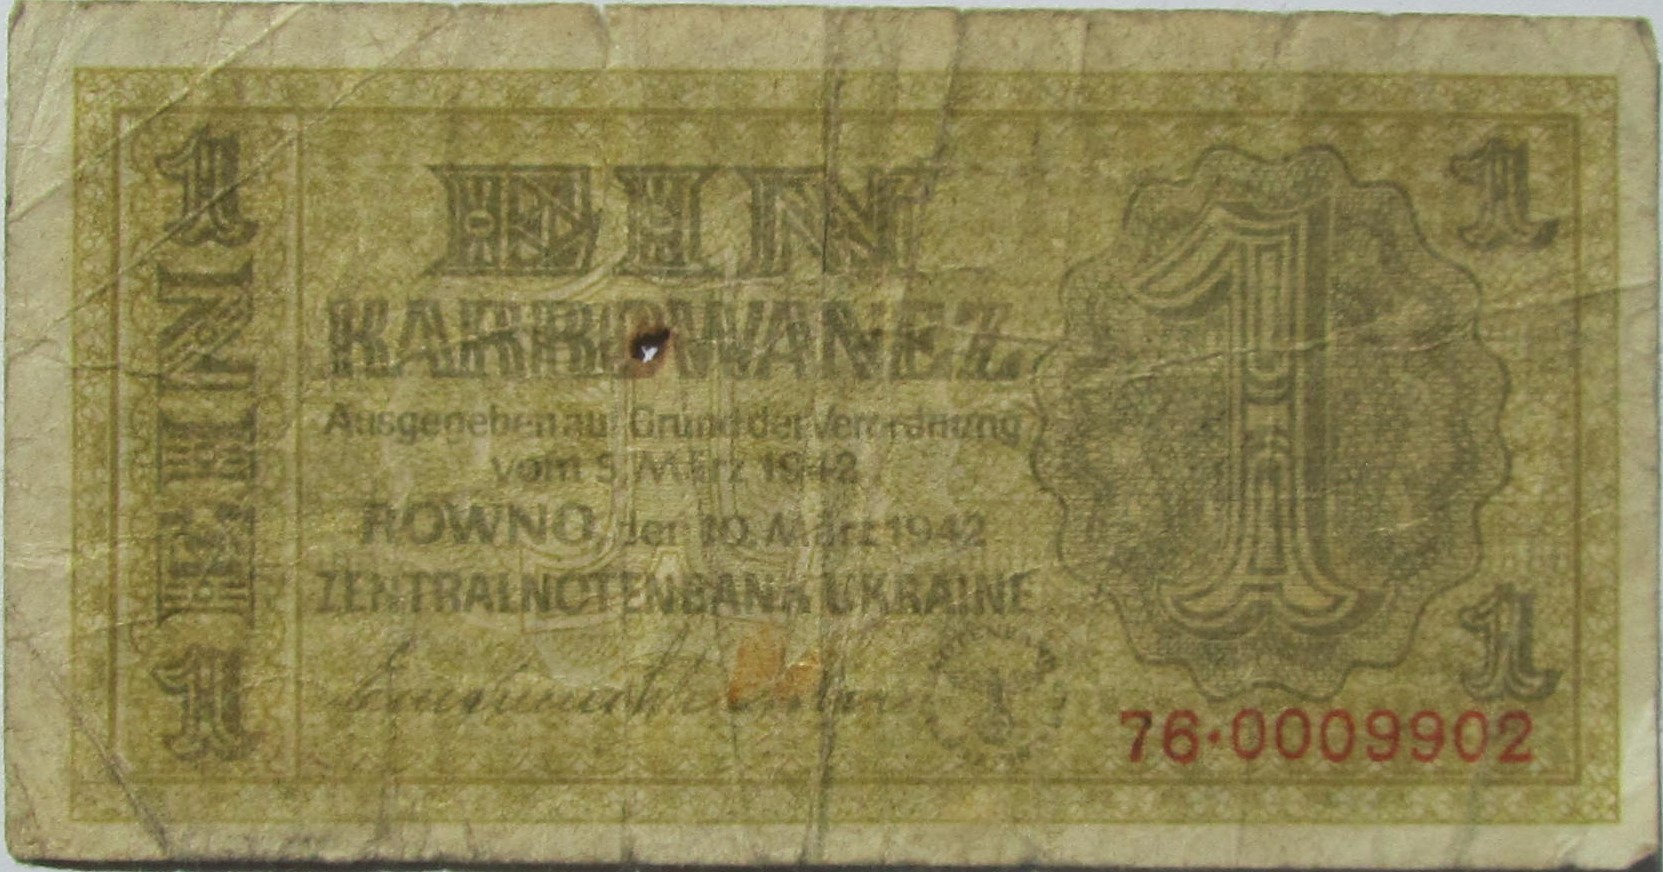 1 EINER 1
EIN
KARBOWANEZ
Ausgegeben auf Grund der Verordnung
vom 5. März 1942
ROWNO, den 10. März 1942
ZENTRALNOTENBANK UKRAINE
1
1
1
76·0009902